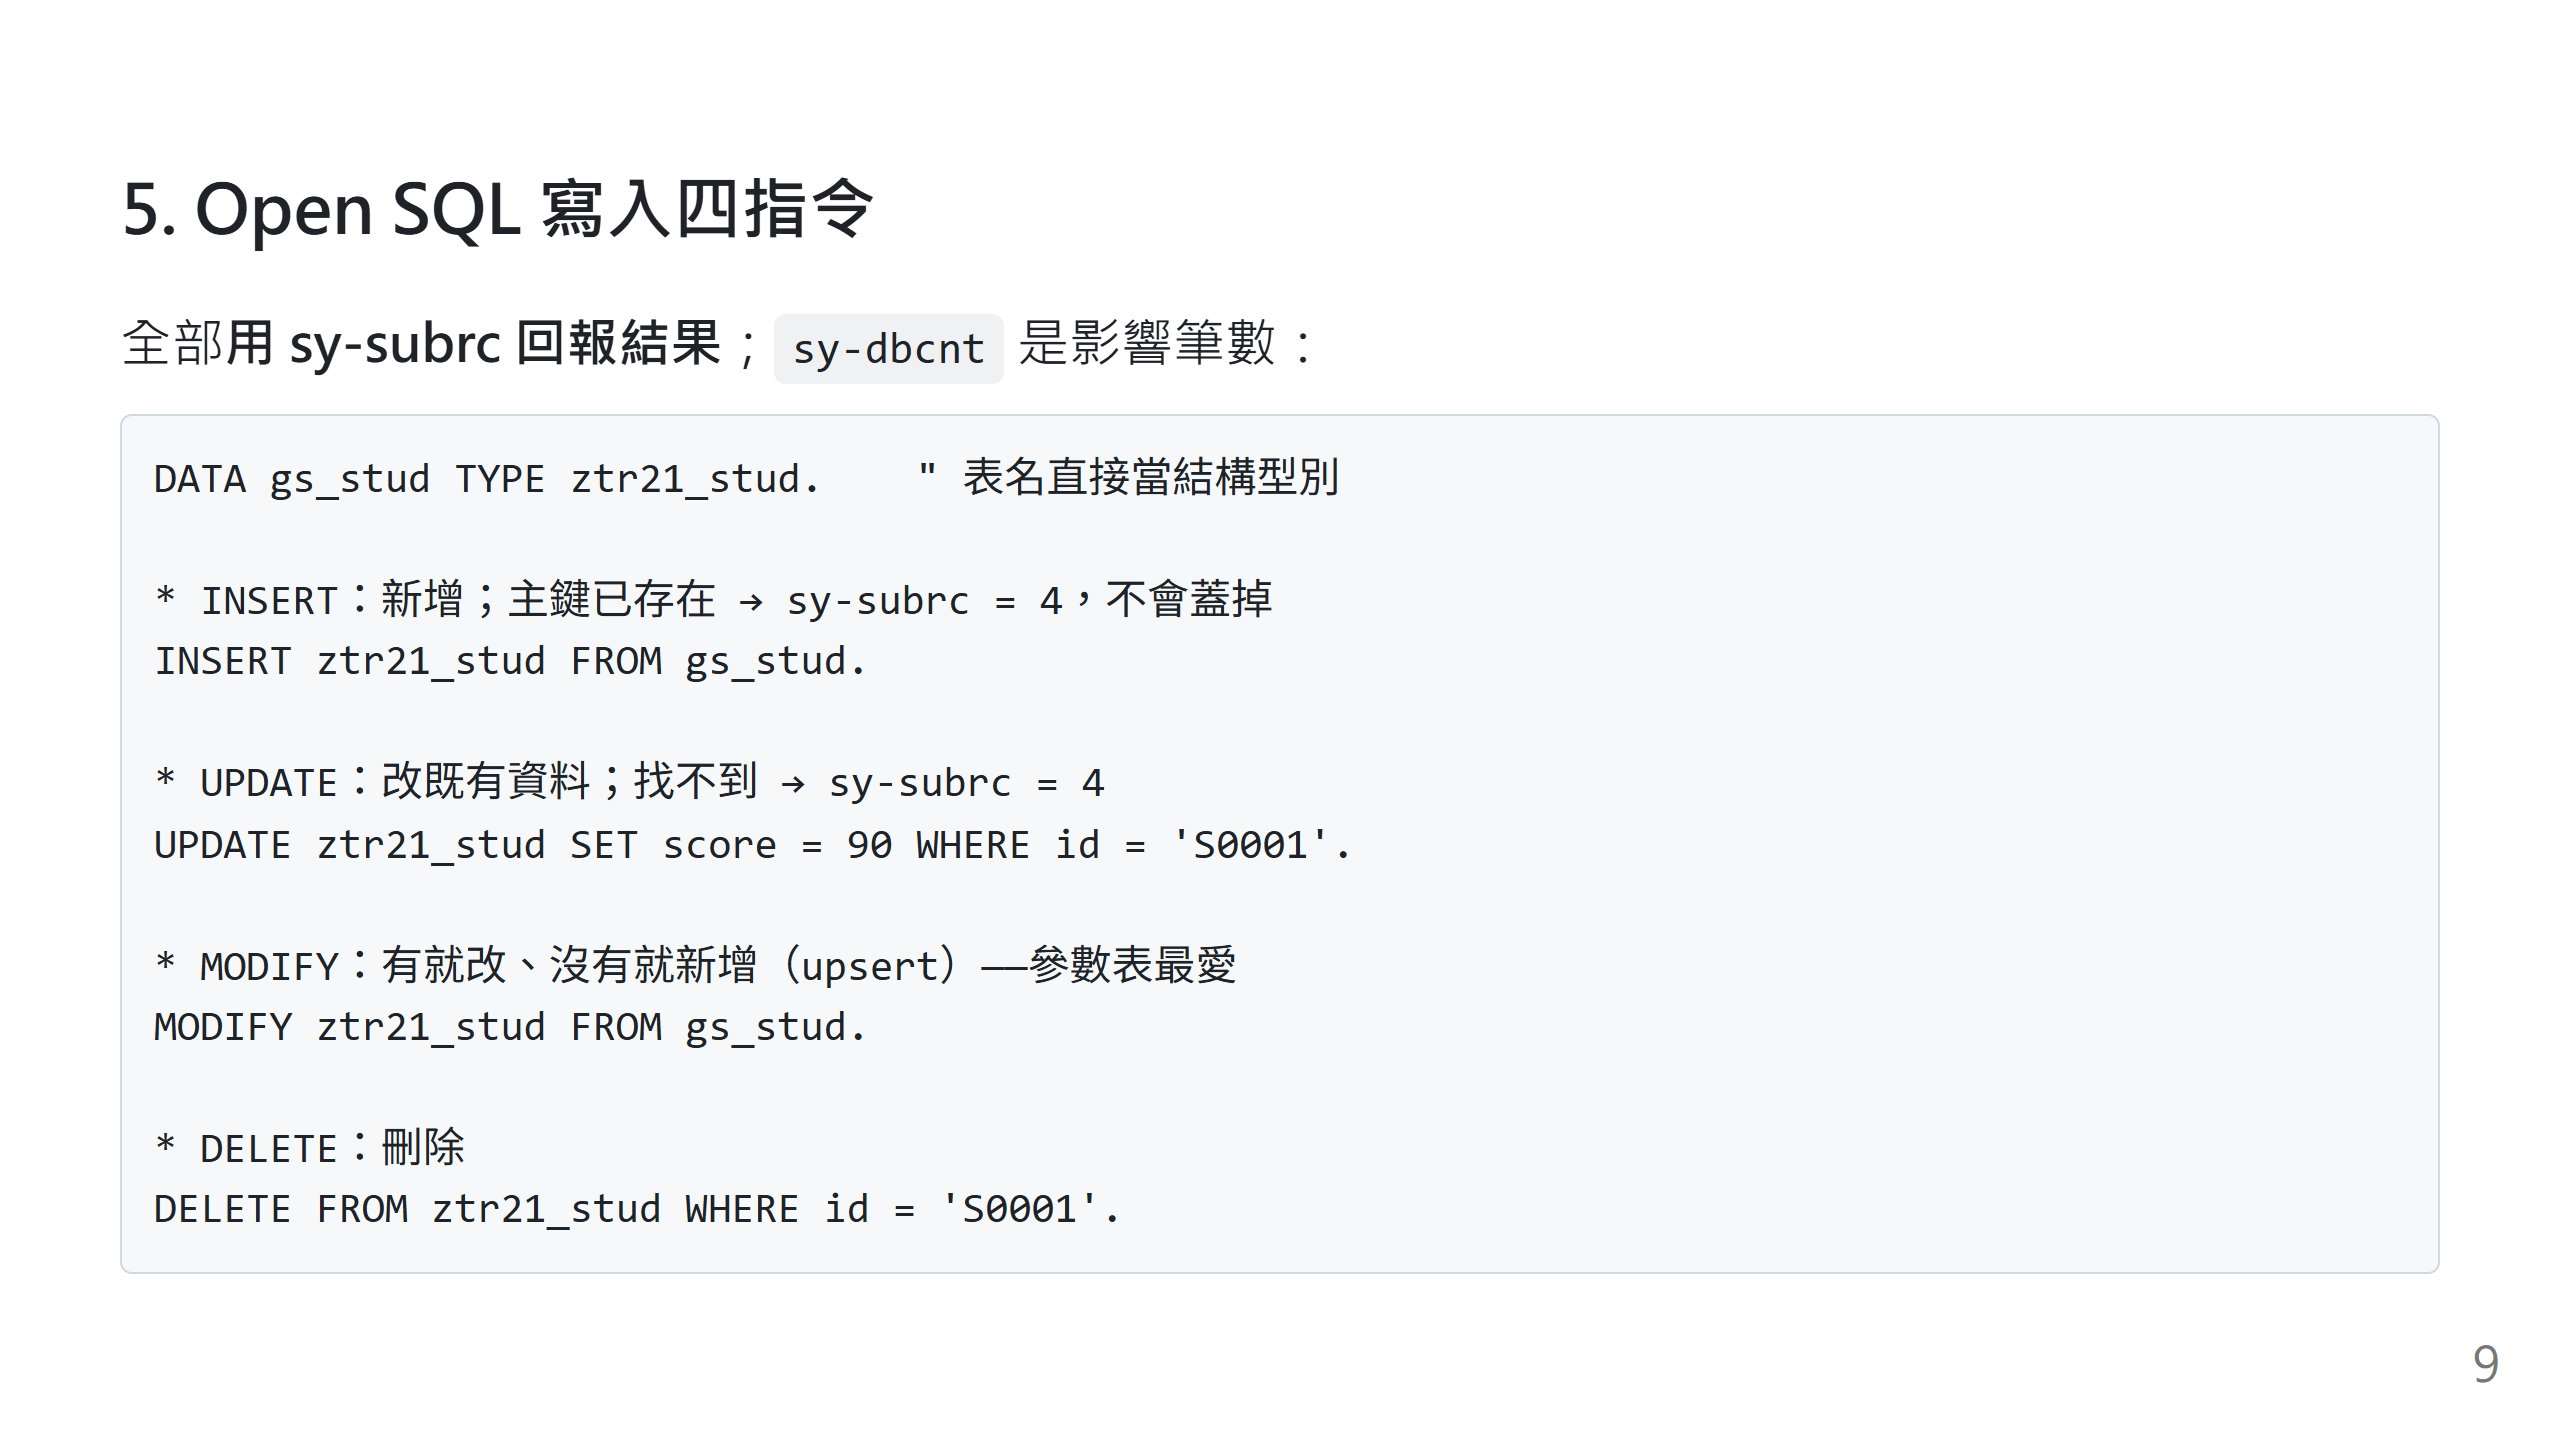 5. Open SQL 寫入四指令
全部用 sy-subrc 回報結果；sy-dbcnt 是影響筆數：
DATA gs_stud TYPE ztr21_stud.    " 表名直接當結構型別
* INSERT：新增；主鍵已存在 → sy-subrc = 4，不會蓋掉
INSERT ztr21_stud FROM gs_stud.
* UPDATE：改既有資料；找不到 → sy-subrc = 4
UPDATE ztr21_stud SET score = 90 WHERE id = 'S0001'.
* MODIFY：有就改、沒有就新增（upsert）——參數表最愛
MODIFY ztr21_stud FROM gs_stud.
* DELETE：刪除
DELETE FROM ztr21_stud WHERE id = 'S0001'.
9